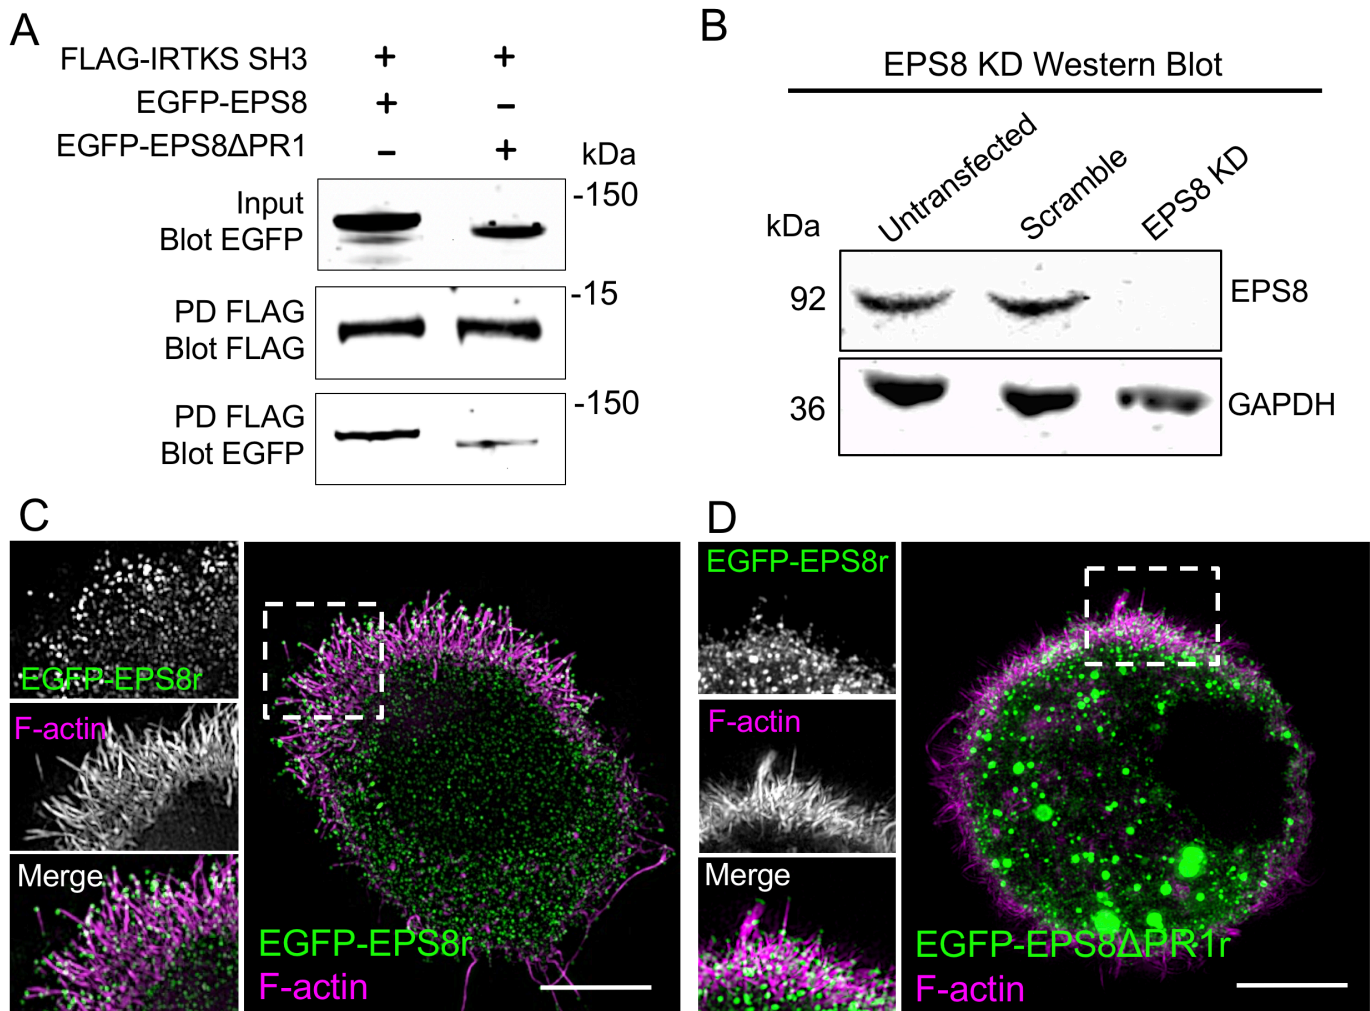 A
FLAG-IRTKS SH3 + +
EGFP-EPS8 + –
EGFP-EPS8ΔPR1 – +
kDa
Input
Blot EGFP
-150
PD FLAG
Blot FLAG
-15
PD FLAG
Blot EGFP
-150
B
EPS8 KD Western Blot
kDa
Untransfected
Scramble
EPS8 KD
92
EPS8
36
GAPDH
C
EGFP-EPS8r
F-actin
Merge
EGFP-EPS8r
F-actin
D
EGFP-EPS8r
F-actin
Merge
EGFP-EPS8ΔPR1r
F-actin